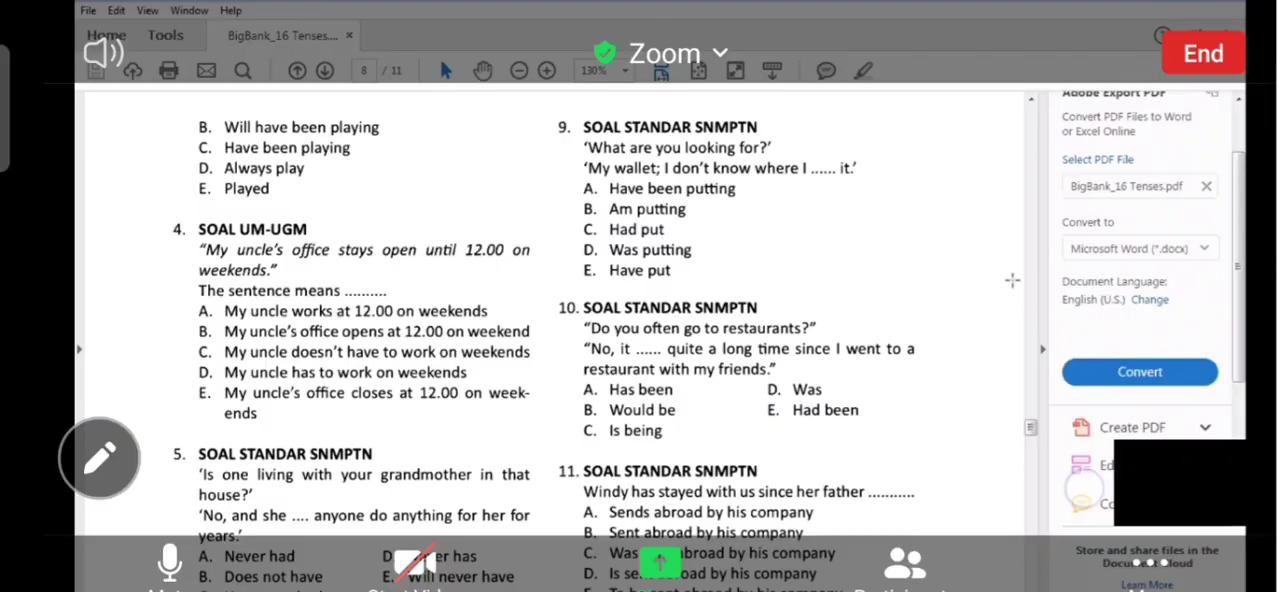 File Edit View Window Help
Home Tools BigBank_16 Tenses... ×
Zoom
End
8 / 11
130%
B. Will have been playing
C. Have been playing
D. Always play
E. Played
4. SOAL UM-UGM
“My uncle’s office stays open until 12.00 on
weekends.”
The sentence means ..........
A. My uncle works at 12.00 on weekends
B. My uncle’s office opens at 12.00 on weekend
C. My uncle doesn’t have to work on weekends
D. My uncle has to work on weekends
E. My uncle’s office closes at 12.00 on week-
ends
5. SOAL STANDAR SNMPTN
‘Is one living with your grandmother in that
house?’
‘No, and she .... anyone do anything for her for
years.’
A. Never had
D. has
B. Does not have
E. Will never have
9. SOAL STANDAR SNMPTN
‘What are you looking for?’
‘My wallet; I don’t know where I ...... it.’
A. Have been putting
B. Am putting
C. Had put
D. Was putting
E. Have put
10. SOAL STANDAR SNMPTN
“Do you often go to restaurants?”
“No, it ...... quite a long time since I went to a
restaurant with my friends.”
A. Has been D. Was
B. Would be E. Had been
C. Is being
11. SOAL STANDAR SNMPTN
Windy has stayed with us since her father ...........
A. Sends abroad by his company
B. Sent abroad by his company
C. Was abroad by his company
D. Is abroad by his company
Adobe Export PDF
Convert PDF Files to Word
or Excel Online
Select PDF File
BigBank_16 Tenses.pdf ×
Convert to
Microsoft Word (*.docx)
Document Language:
English (U.S.) Change
Convert
Create PDF
Store and share files in the
Document Cloud
Learn More